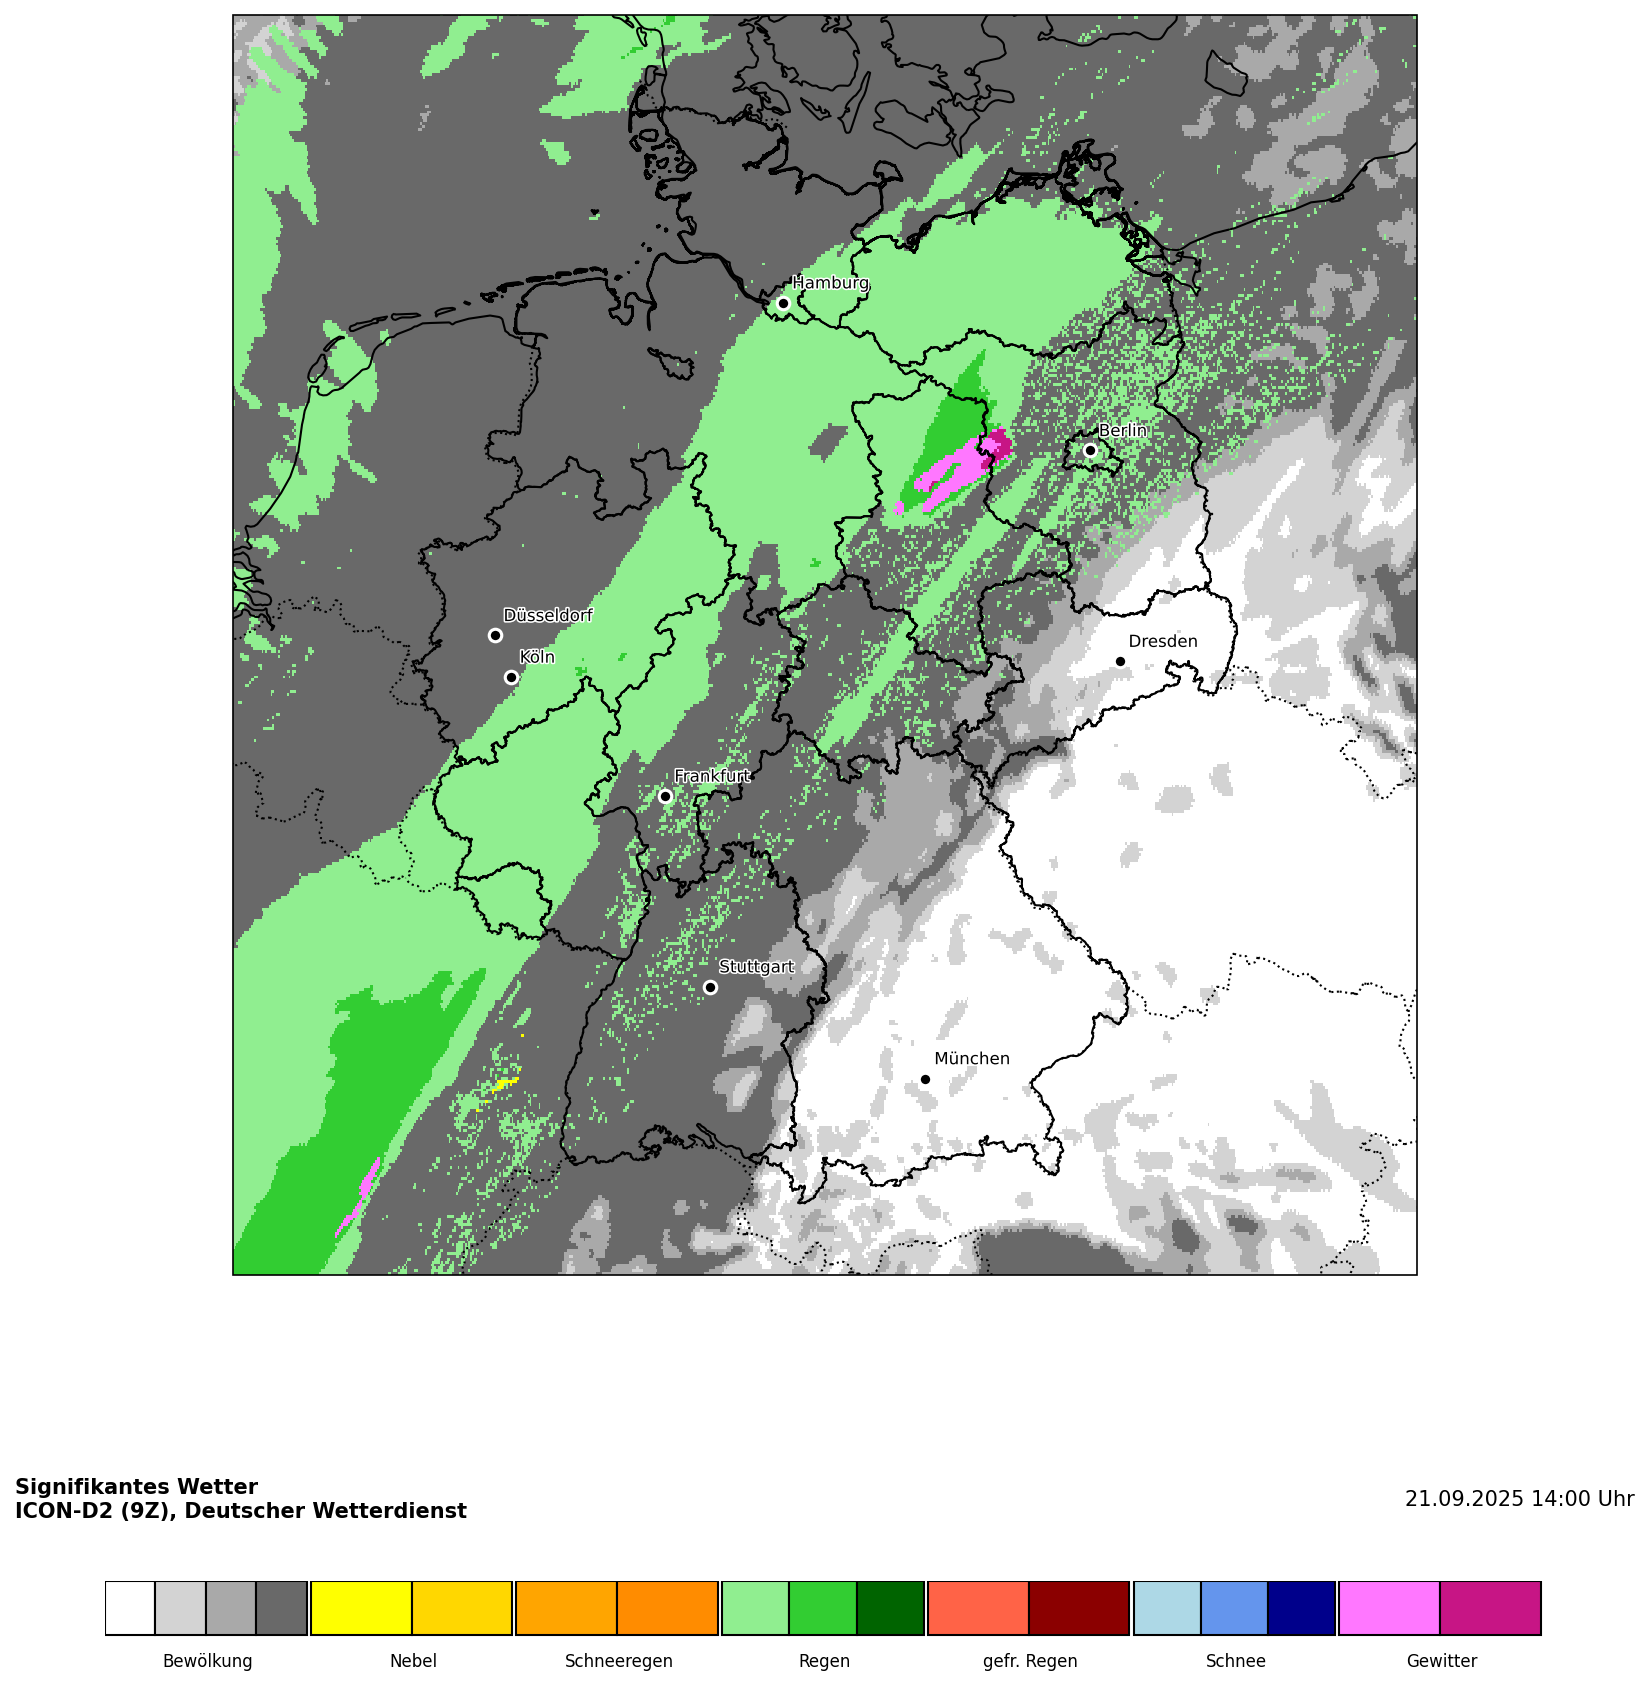 Hamburg
Berlin
Düsseldorf
Köln
Dresden
Frankfurt
Stuttgart
München
Signifikantes Wetter
ICON-D2 (9Z), Deutscher Wetterdienst
21.09.2025 14:00 Uhr
Bewölkung
Nebel
Schneeregen
Regen
gefr. Regen
Schnee
Gewitter